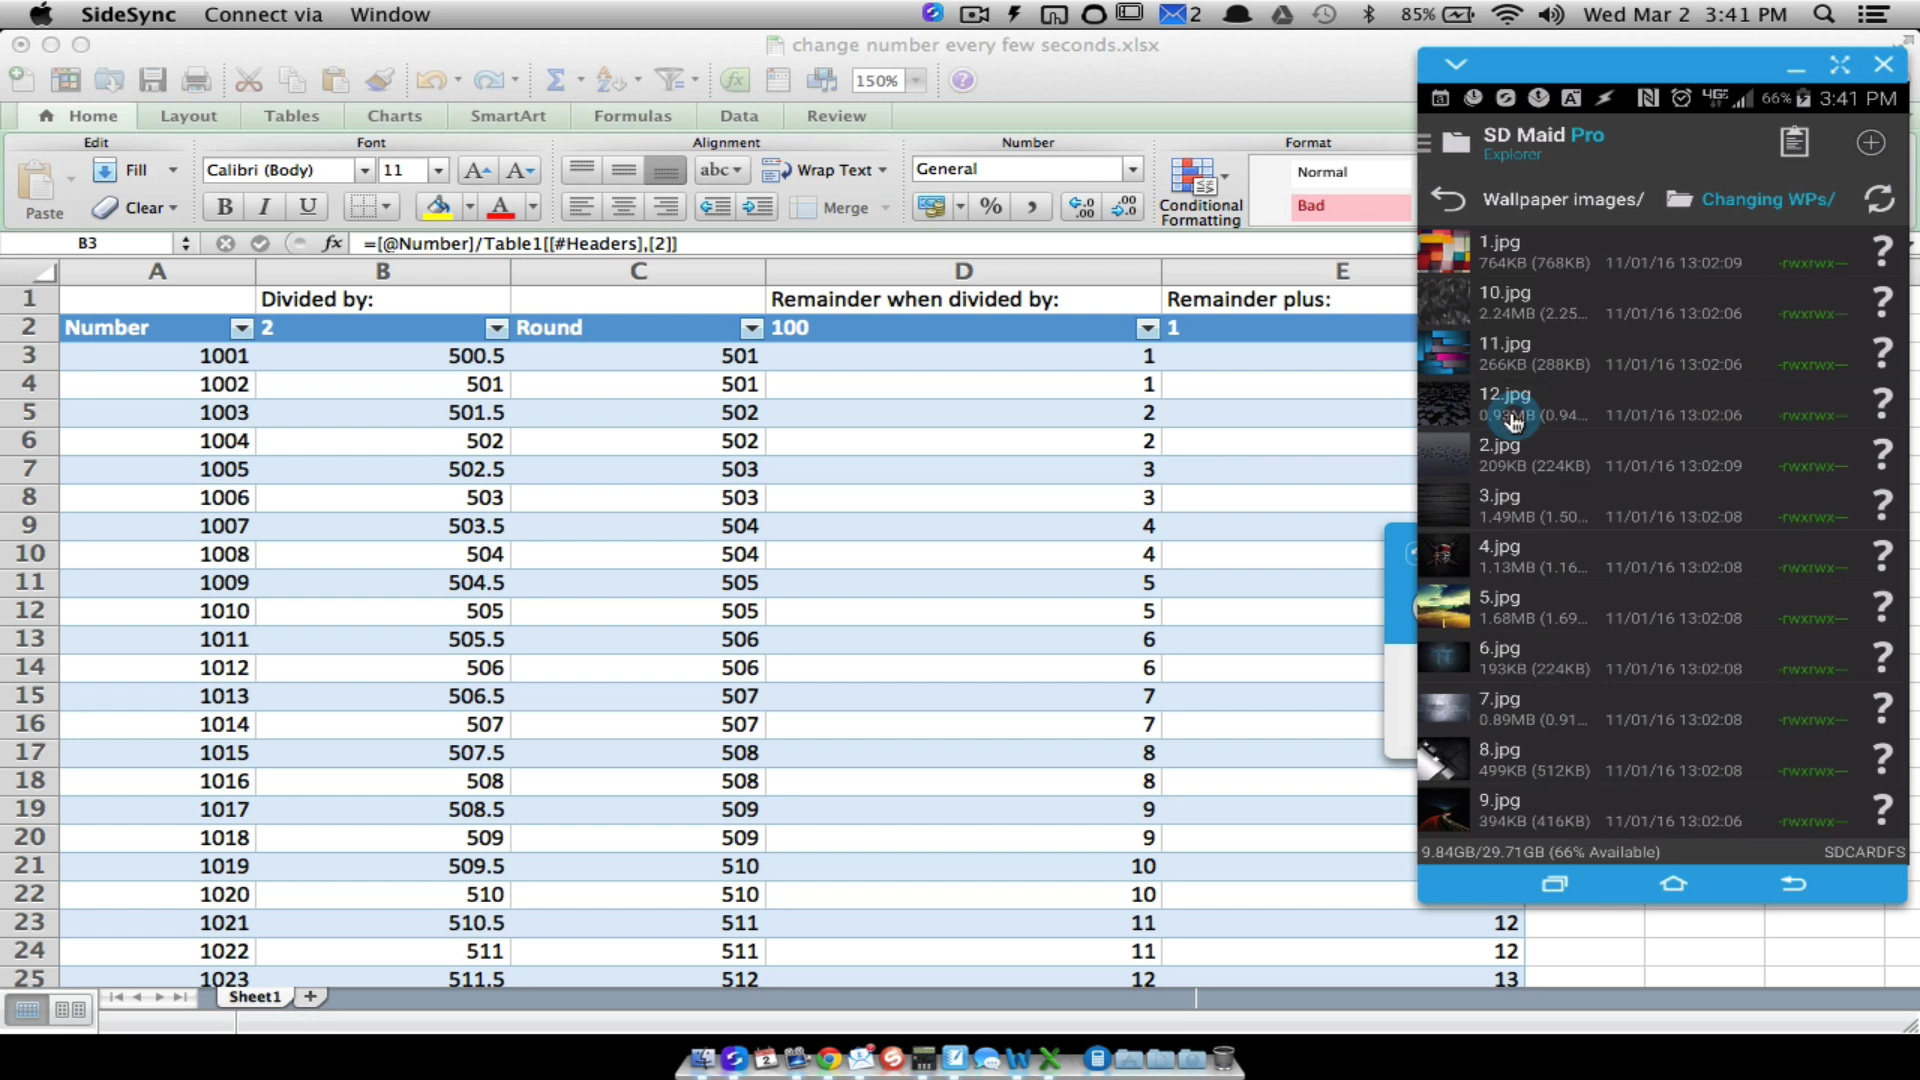 SideSync Connect via Window 2 85% Wed Mar 2 3:41 PM
change number every few seconds.xlsx
150%
Home Layout Tables Charts SmartArt Formulas Data Review
Edit Font Alignment Number Format
Paste Fill Calibri (Body) 11 A A abc Wrap Text General Conditional Formatting Normal
Clear B I U A Merge % Bad
B3 fx =[@Number]/Table1[[#Headers],[2]]
A B C D E
1 Divided by: Remainder when divided by: Remainder plus:
2 Number 2 Round 100 1
3 1001 500.5 501 1
4 1002 501 501 1
5 1003 501.5 502 2
6 1004 502 502 2
7 1005 502.5 503 3
8 1006 503 503 3
9 1007 503.5 504 4
10 1008 504 504 4
11 1009 504.5 505 5
12 1010 505 505 5
13 1011 505.5 506 6
14 1012 506 506 6
15 1013 506.5 507 7
16 1014 507 507 7
17 1015 507.5 508 8
18 1016 508 508 8
19 1017 508.5 509 9
20 1018 509 509 9
21 1019 509.5 510 10
22 1020 510 510 10
23 1021 510.5 511 11 12
24 1022 511 511 11 12
25 1023 511.5 512 12 13
Sheet1
66% 3:41 PM
SD Maid Pro
Explorer
Wallpaper images/ Changing WPs/
1.jpg
764KB (768KB) 11/01/16 13:02:09 -rwxrwx---
10.jpg
2.24MB (2.25... 11/01/16 13:02:06 -rwxrwx---
11.jpg
266KB (288KB) 11/01/16 13:02:06 -rwxrwx---
12.jpg
0.93MB (0.94... 11/01/16 13:02:06 -rwxrwx---
2.jpg
209KB (224KB) 11/01/16 13:02:09 -rwxrwx---
3.jpg
1.49MB (1.50... 11/01/16 13:02:08 -rwxrwx---
4.jpg
1.13MB (1.16... 11/01/16 13:02:08 -rwxrwx---
5.jpg
1.68MB (1.69... 11/01/16 13:02:08 -rwxrwx---
6.jpg
193KB (224KB) 11/01/16 13:02:08 -rwxrwx---
7.jpg
0.89MB (0.91... 11/01/16 13:02:08 -rwxrwx---
8.jpg
499KB (512KB) 11/01/16 13:02:08 -rwxrwx---
9.jpg
394KB (416KB) 11/01/16 13:02:06 -rwxrwx---
9.84GB/29.71GB (66% Available) SDCARDFS